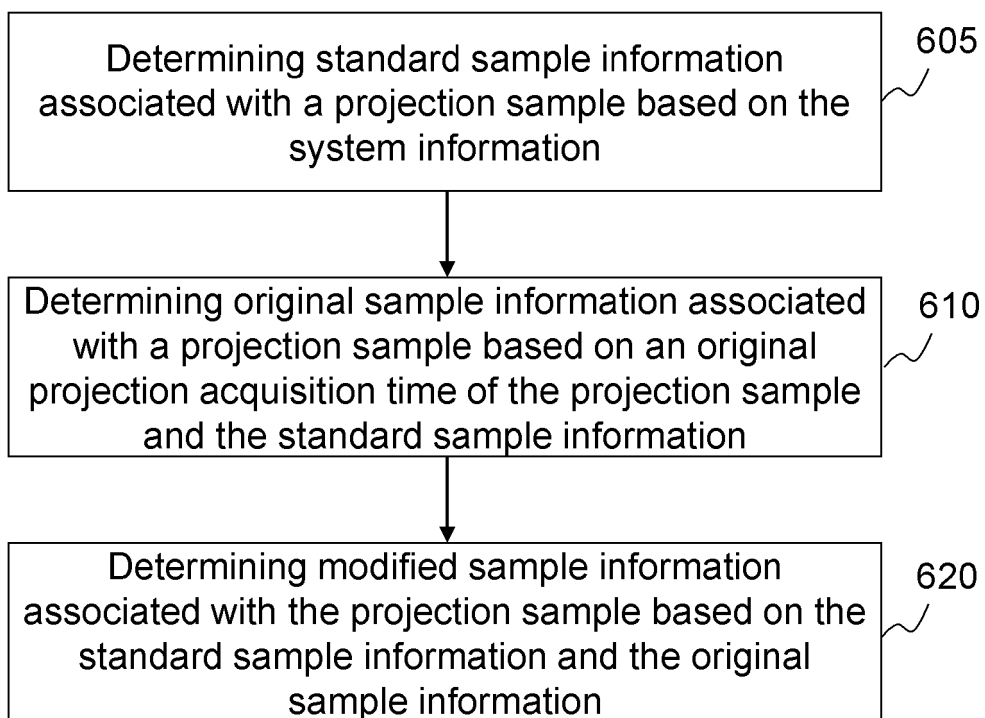 Determining standard sample information
associated with a projection sample based on the
system information
605
Determining original sample information associated
with a projection sample based on an original
projection acquisition time of the projection sample
and the standard sample information
610
Determining modified sample information
associated with the projection sample based on the
standard sample information and the original
sample information
620